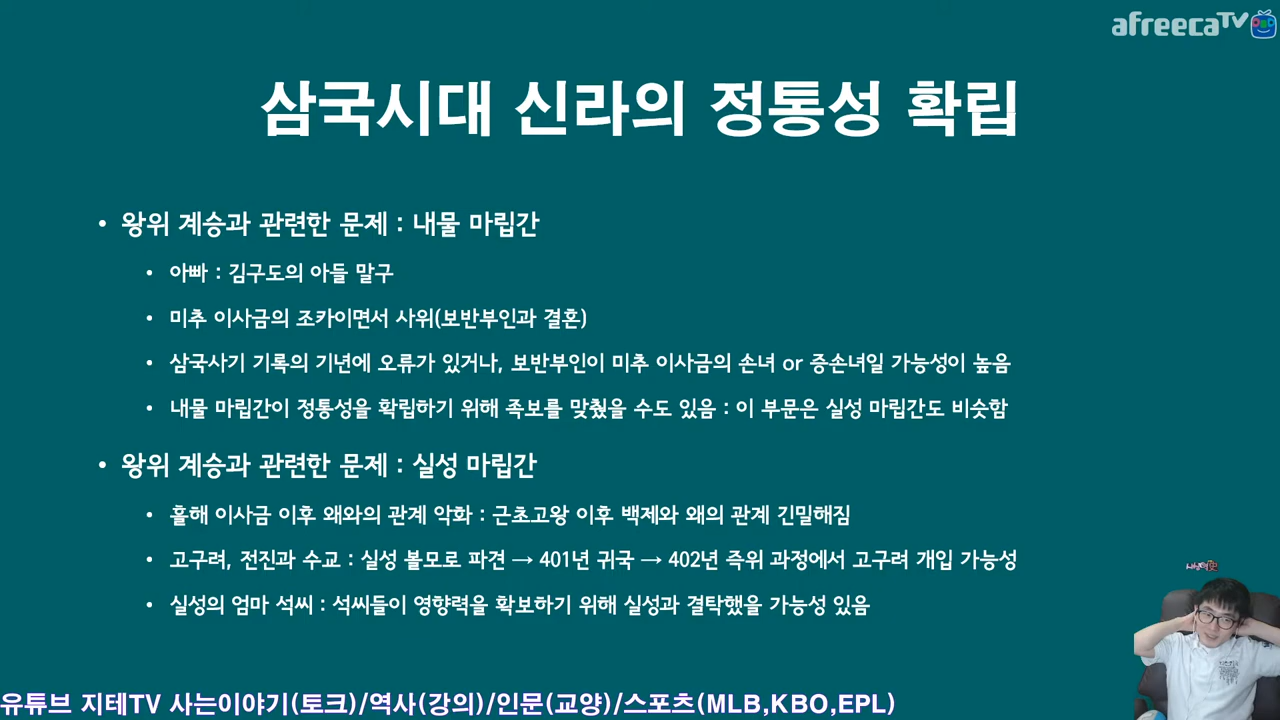 afreecaTV
삼국시대 신라의 정통성 확립
• 왕위 계승과 관련한 문제 : 내물 마립간
• 아빠 : 김구도의 아들 말구
• 미추 이사금의 조카이면서 사위(보반부인과 결혼)
• 삼국사기 기록의 기년에 오류가 있거나, 보반부인이 미추 이사금의 손녀 or 증손녀일 가능성이 높음
• 내물 마립간이 정통성을 확립하기 위해 족보를 맞췄을 수도 있음 : 이 부문은 실성 마립간도 비슷함
• 왕위 계승과 관련한 문제 : 실성 마립간
• 흘해 이사금 이후 왜와의 관계 악화 : 근초고왕 이후 백제와 왜의 관계 긴밀해짐
• 고구려, 전진과 수교 : 실성 볼모로 파견 → 401년 귀국 → 402년 즉위 과정에서 고구려 개입 가능성
• 실성의 엄마 석씨 : 석씨들이 영향력을 확보하기 위해 실성과 결탁했을 가능성 있음
유튜브 지테TV 사는이야기(토크)/역사(강의)/인문(교양)/스포츠(MLB,KBO,EPL)